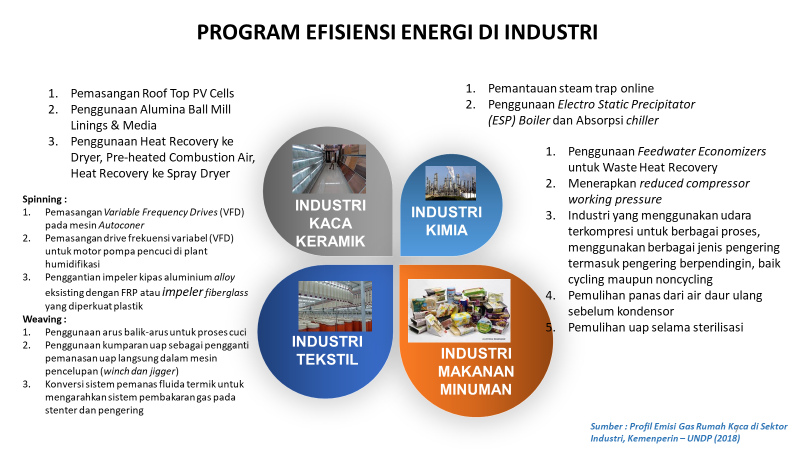 PROGRAM EFISIENSI ENERGI DI INDUSTRI
1. Pemasangan Roof Top PV Cells
2. Penggunaan Alumina Ball Mill
Linings & Media
3. Penggunaan Heat Recovery ke
Dryer, Pre-heated Combustion Air,
Heat Recovery ke Spray Dryer
1. Pemantauan steam trap online
2. Penggunaan Electro Static Precipitator
(ESP) Boiler dan Absorpsi chiller
INDUSTRI
KACA
KERAMIK
INDUSTRI
KIMIA
Spinning :
1. Pemasangan Variable Frequency Drives (VFD)
pada mesin Autoconer
2. Pemasangan drive frekuensi variabel (VFD)
untuk motor pompa pencuci di plant
humidifikasi
3. Penggantian impeler kipas aluminium alloy
eksisting dengan FRP atau impeler fiberglass
yang diperkuat plastik
Weaving :
1. Penggunaan arus balik-arus untuk proses cuci
2. Penggunaan kumparan uap sebagai pengganti
pemanasan uap langsung dalam mesin
pencelupan (winch dan jigger)
3. Konversi sistem pemanas fluida termik untuk
mengarahkan sistem pembakaran gas pada
stenter dan pengering
INDUSTRI
TEKSTIL
1. Penggunaan Feedwater Economizers
untuk Waste Heat Recovery
2. Menerapkan reduced compressor
working pressure
3. Industri yang menggunakan udara
terkompresi untuk berbagai proses,
menggunakan berbagai jenis pengering
termasuk pengering berpendingin, baik
cycling maupun noncycling
4. Pemulihan panas dari air daur ulang
sebelum kondensor
5. Pemulihan uap selama sterilisasi
INDUSTRI
MAKANAN
MINUMAN
Sumber : Profil Emisi Gas Rumah Kaca di Sektor
Industri, Kemenperin – UNDP (2018)